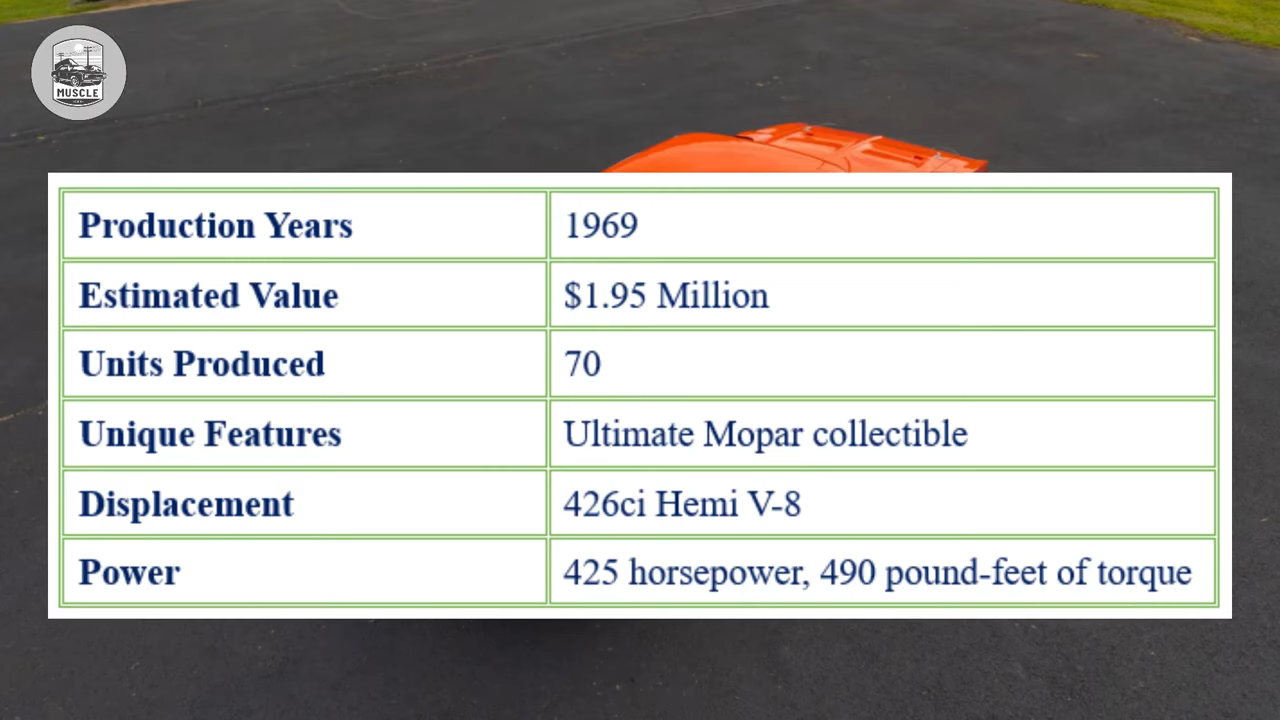 MUSCLE
Production Years 1969
Estimated Value $1.95 Million
Units Produced 70
Unique Features Ultimate Mopar collectible
Displacement 426ci Hemi V-8
Power 425 horsepower, 490 pound-feet of torque